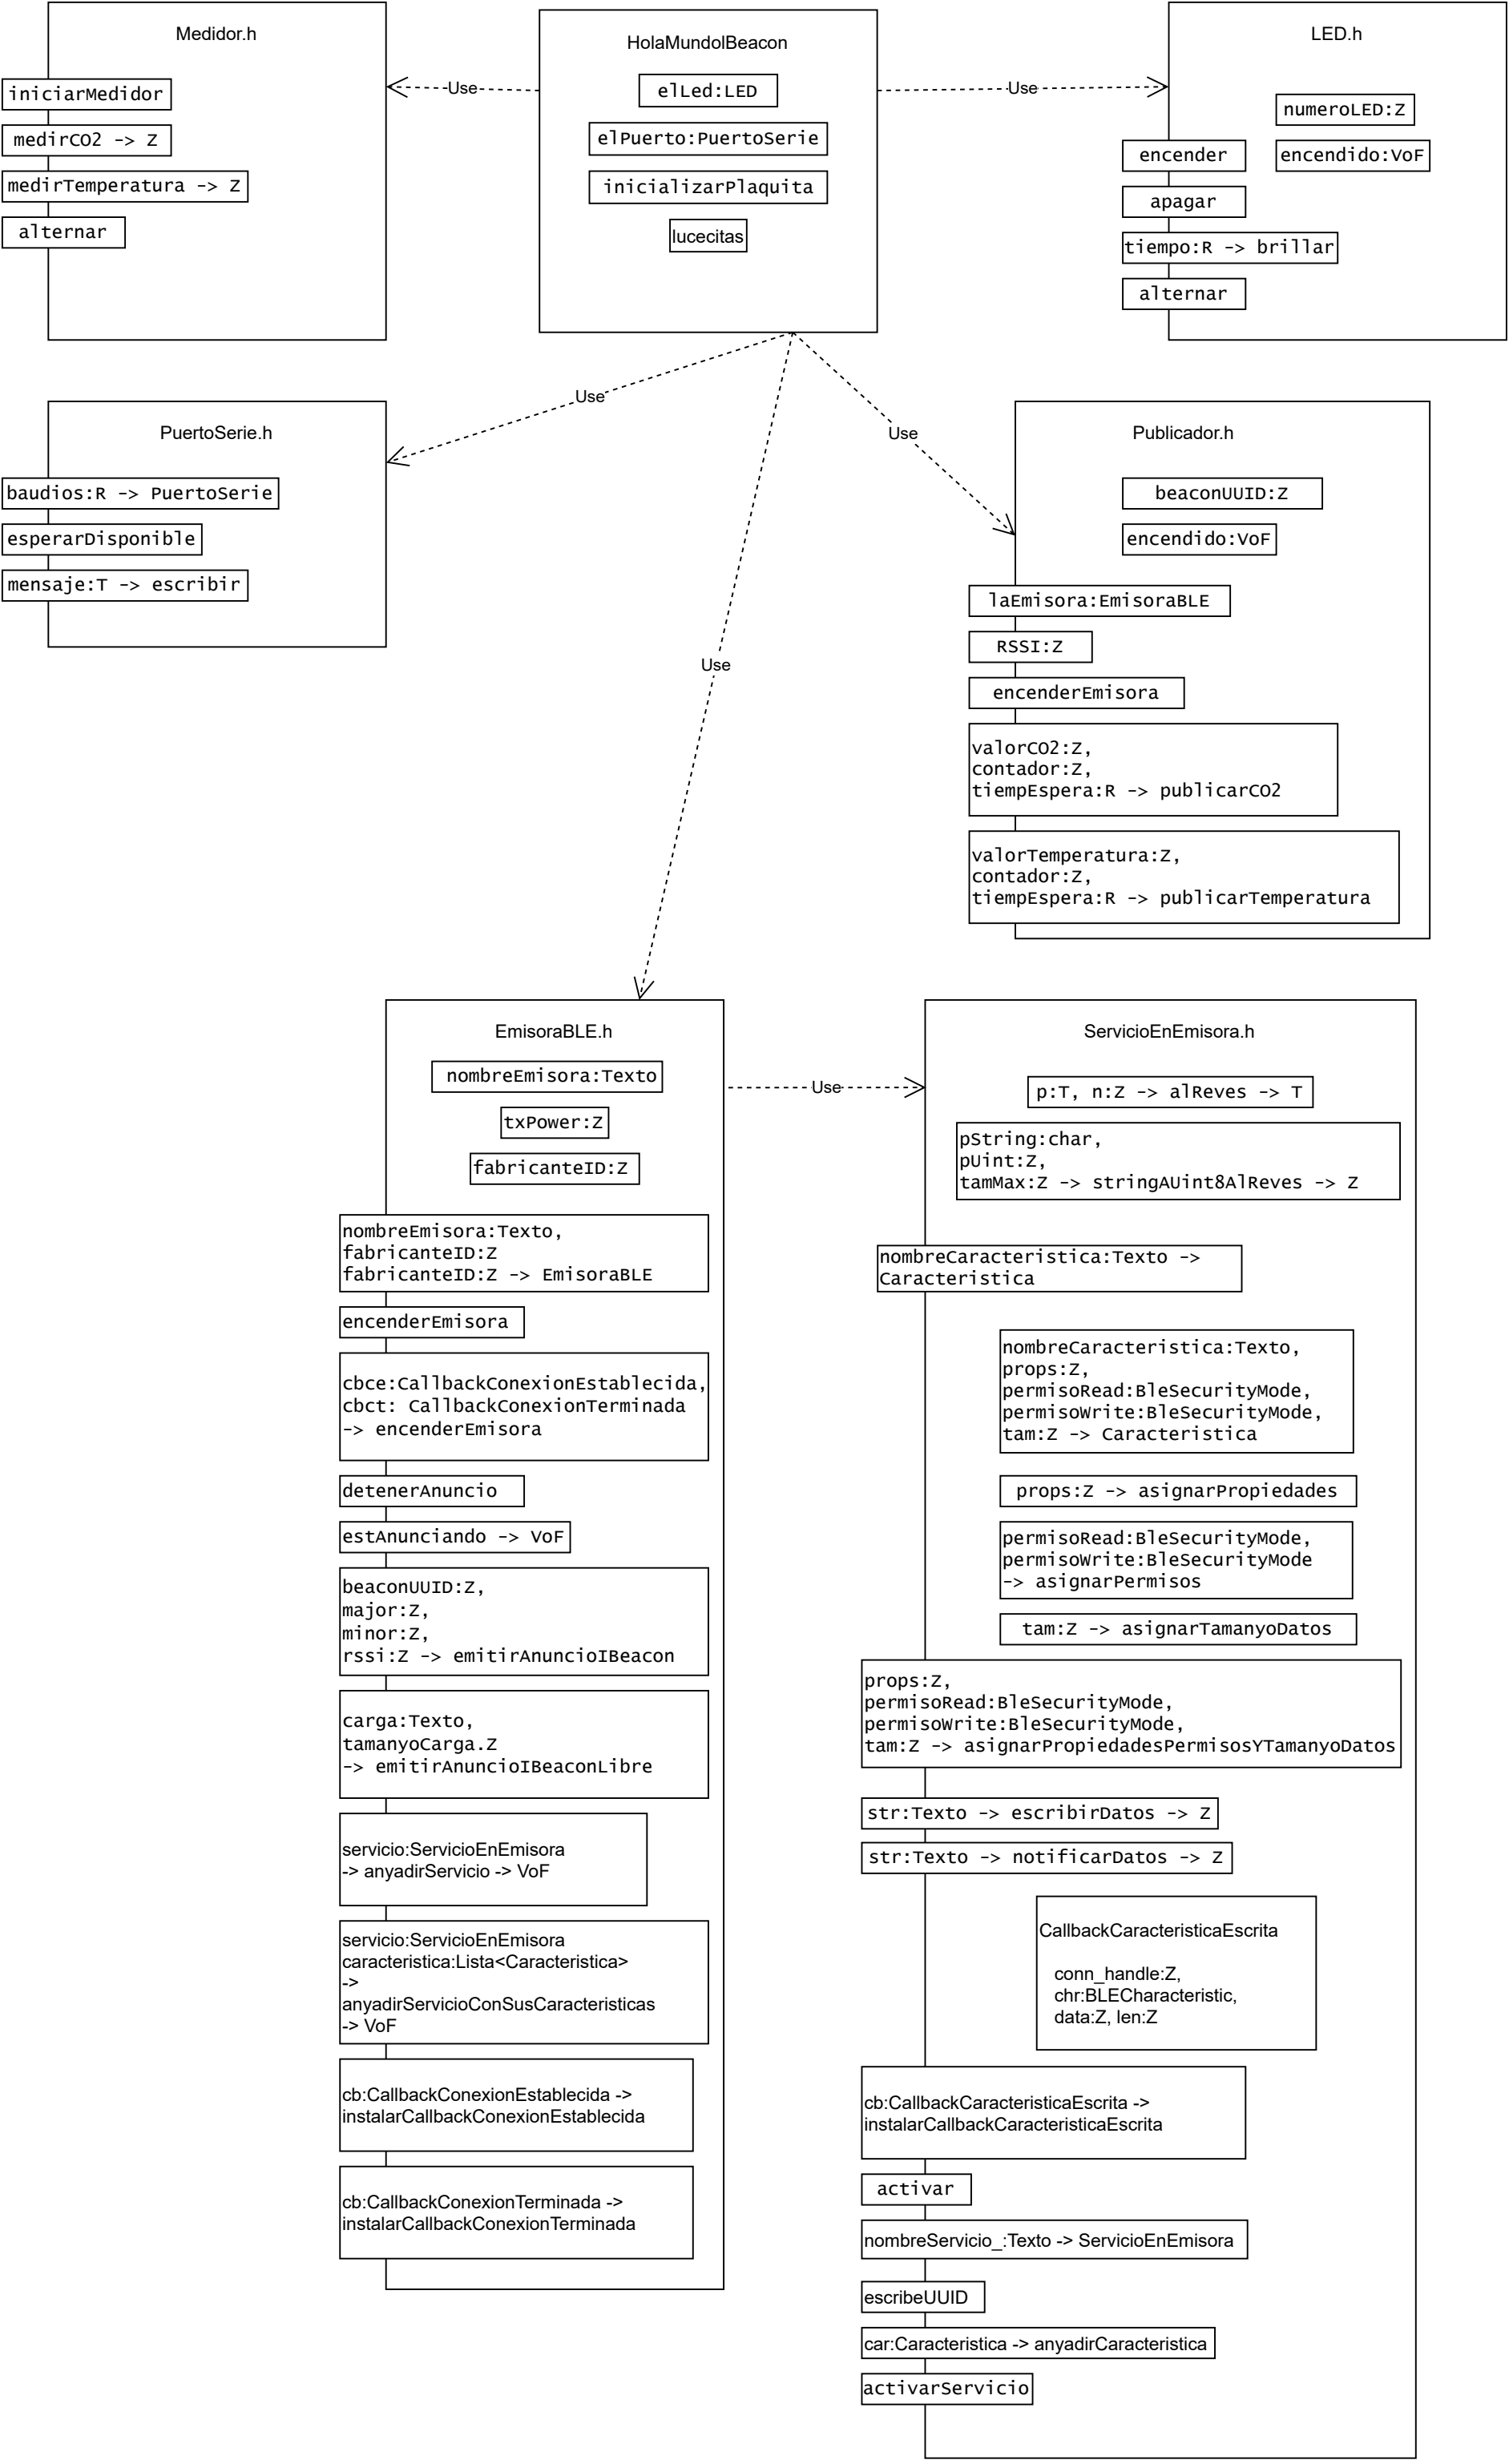 Medidor.h
iniciarMedidor
medirCO2 -> Z
medirTemperatura -> Z
alternar
Use
HolaMundolBeacon
elLed:LED
elPuerto:PuertoSerie
inicializarPlaquita
lucecitas
Use
LED.h
numeroLED:Z
encender
encendido:VoF
apagar
tiempo:R -> brillar
alternar
Use
Use
Use
PuertoSerie.h
baudios:R -> PuertoSerie
esperarDisponible
mensaje:T -> escribir
Publicador.h
beaconUUID:Z
encendido:VoF
laEmisora:EmisoraBLE
RSSI:Z
encenderEmisora
valorCO2:Z,
contador:Z,
tiempEspera:R -> publicarCO2
valorTemperatura:Z,
contador:Z,
tiempEspera:R -> publicarTemperatura
EmisoraBLE.h
nombreEmisora:Texto
txPower:Z
fabricanteID:Z
nombreEmisora:Texto,
fabricanteID:Z
fabricanteID:Z -> EmisoraBLE
encenderEmisora
cbce:CallbackConexionEstablecida,
cbct: CallbackConexionTerminada
-> encenderEmisora
detenerAnuncio
estAnunciando -> VoF
beaconUUID:Z,
major:Z,
minor:Z,
rssi:Z -> emitirAnuncioIBeacon
carga:Texto,
tamanyoCarga.Z
-> emitirAnuncioIBeaconLibre
servicio:ServicioEnEmisora
-> anyadirServicio -> VoF
servicio:ServicioEnEmisora
caracteristica:Lista<Caracteristica>
->
anyadirServicioConSusCaracteristicas
-> VoF
cb:CallbackConexionEstablecida ->
instalarCallbackConexionEstablecida
cb:CallbackConexionTerminada ->
instalarCallbackConexionTerminada
Use
ServicioEnEmisora.h
p:T, n:Z -> alReves -> T
pString:char,
pUint:Z,
tamMax:Z -> stringAUint8AlReves -> Z
nombreCaracteristica:Texto ->
Caracteristica
nombreCaracteristica:Texto,
props:Z,
permisoRead:BleSecurityMode,
permisoWrite:BleSecurityMode,
tam:Z -> Caracteristica
props:Z -> asignarPropiedades
permisoRead:BleSecurityMode,
permisoWrite:BleSecurityMode
-> asignarPermisos
tam:Z -> asignarTamanyoDatos
props:Z,
permisoRead:BleSecurityMode,
permisoWrite:BleSecurityMode,
tam:Z -> asignarPropiedadesPermisosYTamanyoDatos
str:Texto -> escribirDatos -> Z
str:Texto -> notificarDatos -> Z
CallbackCaracteristicaEscrita
conn_handle:Z,
chr:BLECharacteristic,
data:Z, len:Z
cb:CallbackCaracteristicaEscrita ->
instalarCallbackCaracteristicaEscrita
activar
nombreServicio_:Texto -> ServicioEnEmisora
escribeUUID
car:Caracteristica -> anyadirCaracteristica
activarServicio